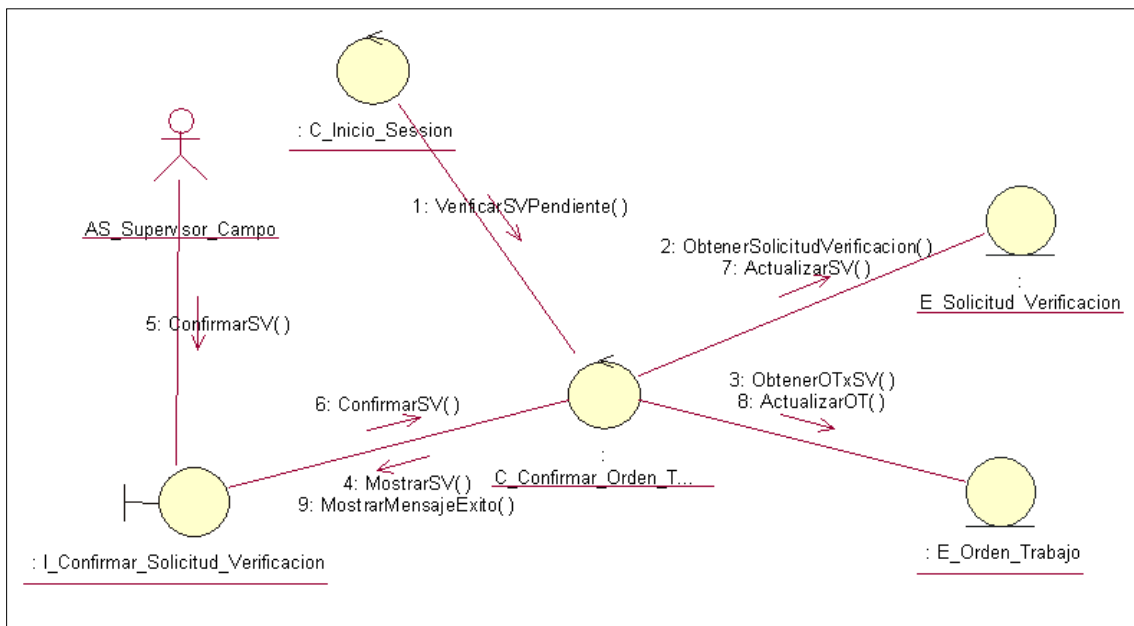 : C_Inicio_Session
AS_Supervisor_Campo
1: VerificarSVPendiente()
2: ObtenerSolicitudVerificacion()
7: ActualizarSV()
:
E_Solicitud_Verificacion
5: ConfirmarSV()
6: ConfirmarSV()
3: ObtenerOTxSV()
8: ActualizarOT()
:
C_Confirmar_Orden_T...
4: MostrarSV()
9: MostrarMensajeExito()
: I_Confirmar_Solicitud_Verificacion
: E_Orden_Trabajo